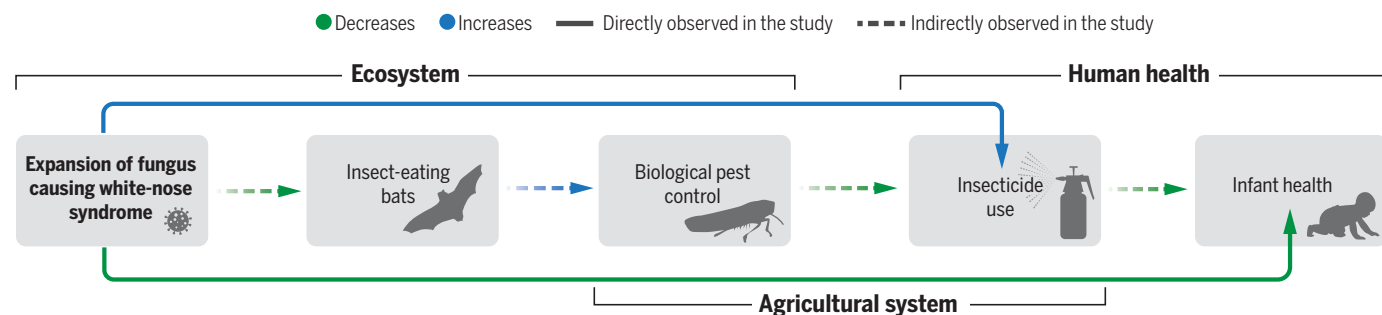 Decreases Increases Directly observed in the study Indirectly observed in the study
Ecosystem Human health
Expansion of fungus
causing white-nose
syndrome
Insect-eating
bats
Biological pest
control
Insecticide
use
Infant health
Agricultural system